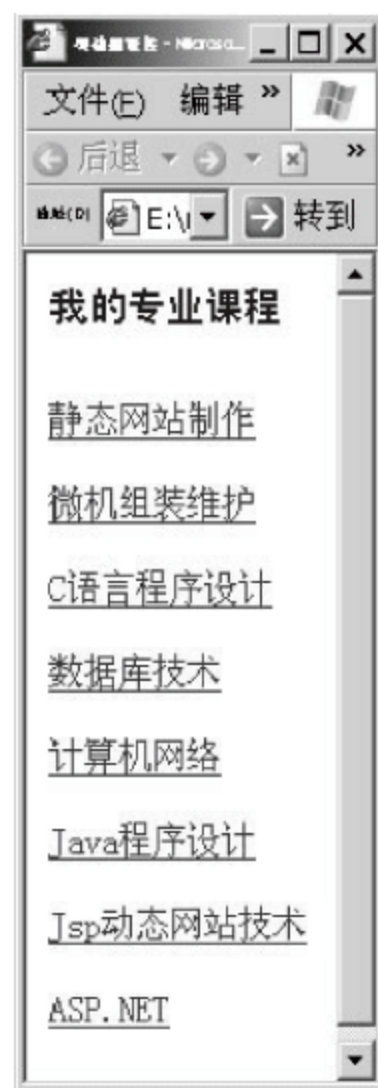 文件(E) 编辑 »
后退 »
E:\ 转到
我的专业课程
静态网站制作
微机组装维护
C语言程序设计
数据库技术
计算机网络
Java程序设计
Jsp动态网站技术
ASP.NET